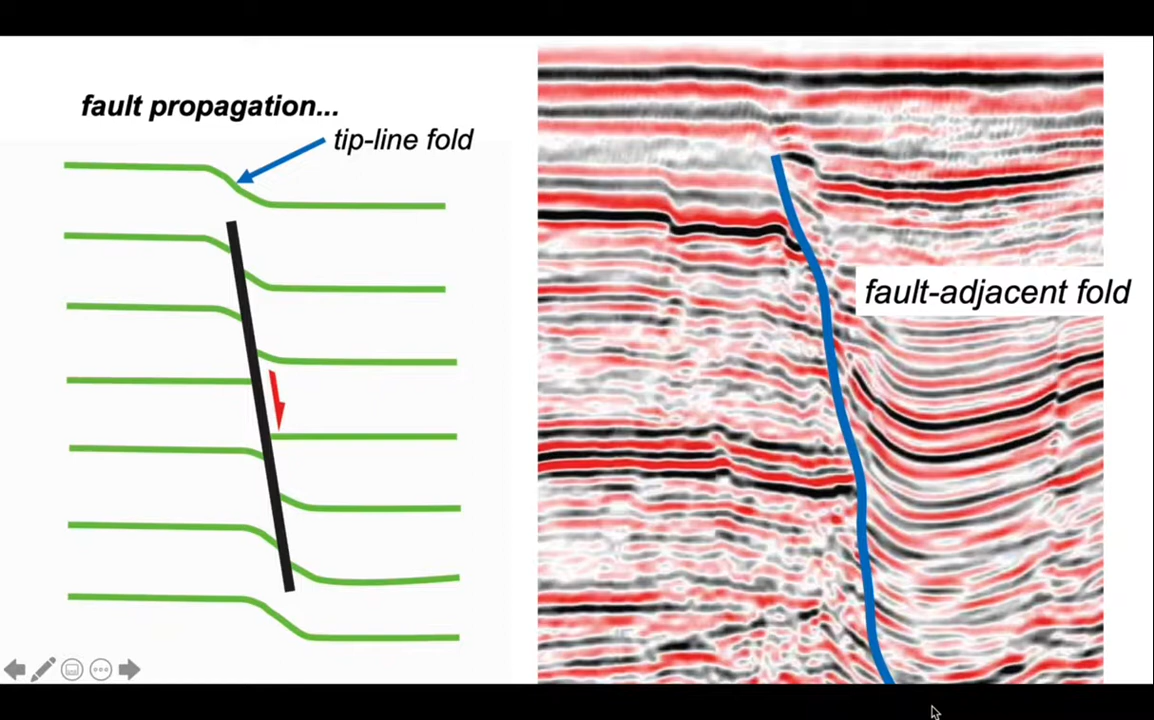 fault propagation...
tip-line fold
fault-adjacent fold